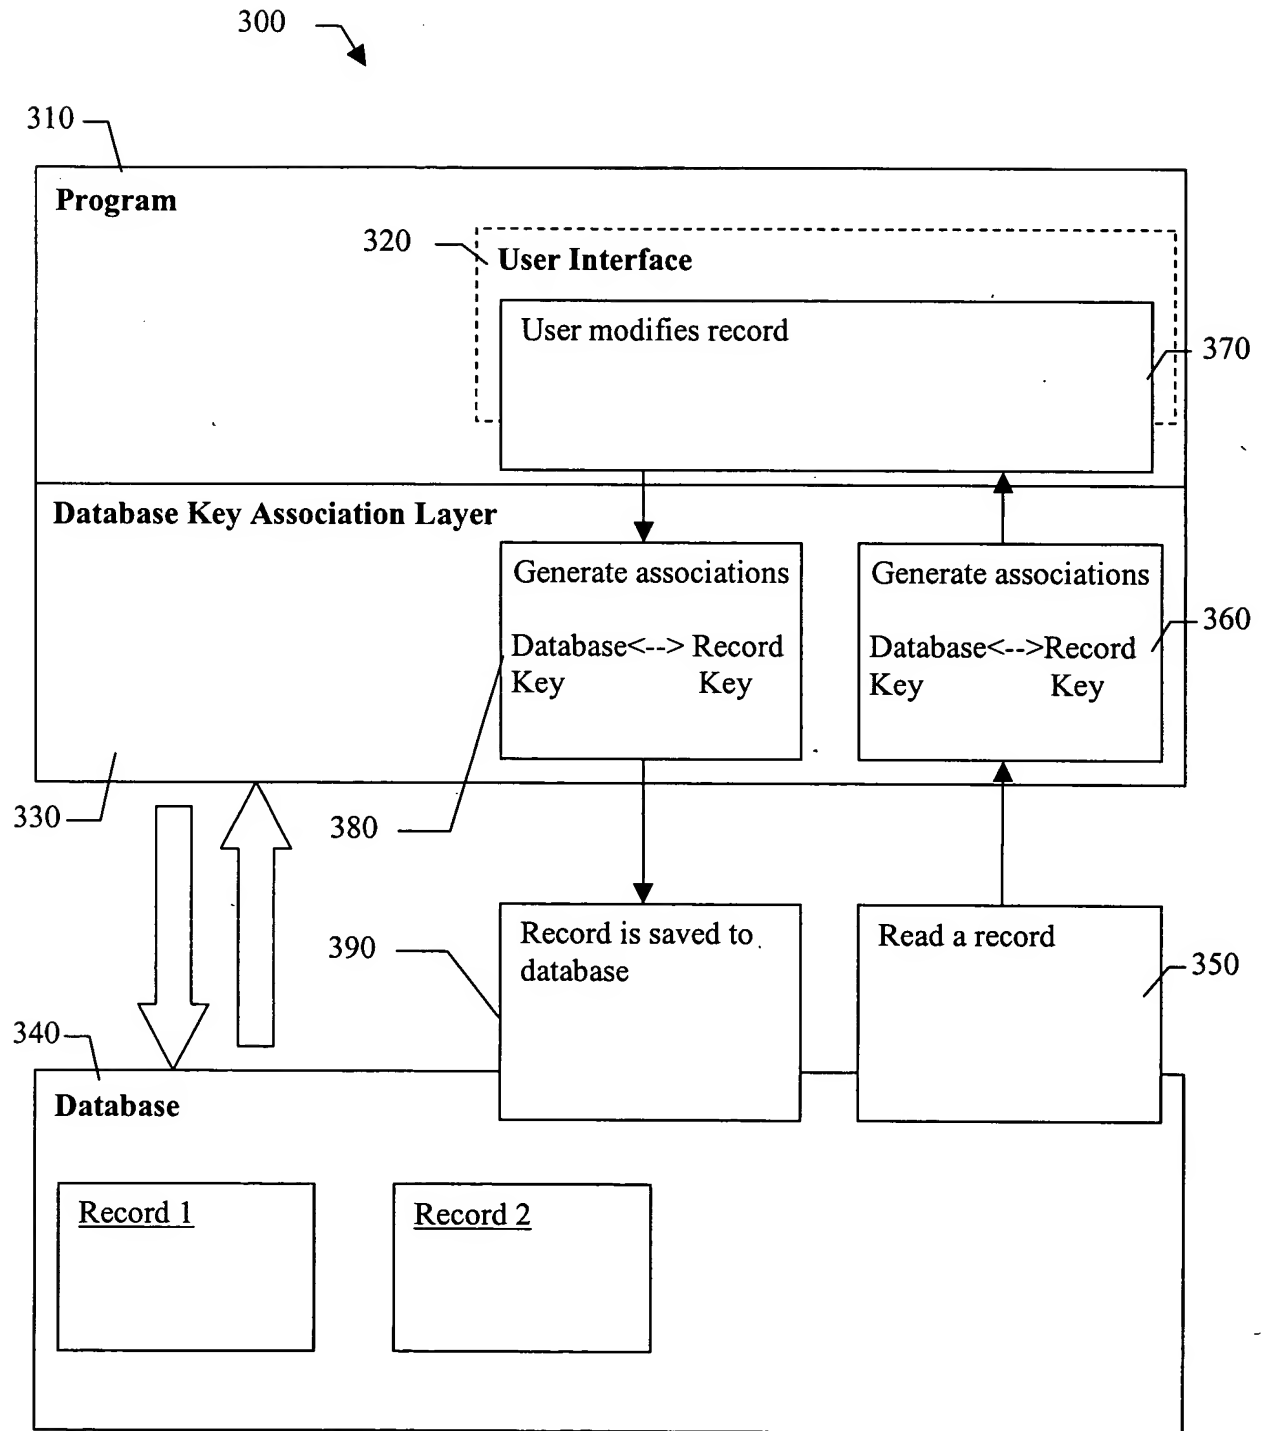 300
310
Program
320
User Interface
User modifies record
370
Database Key Association Layer
Generate associations
Database<--> Record
Key Key
Generate associations
Database<-->Record
Key Key
360
330
380
390
Record is saved to
database
Read a record
350
340
Database
Record 1
Record 2